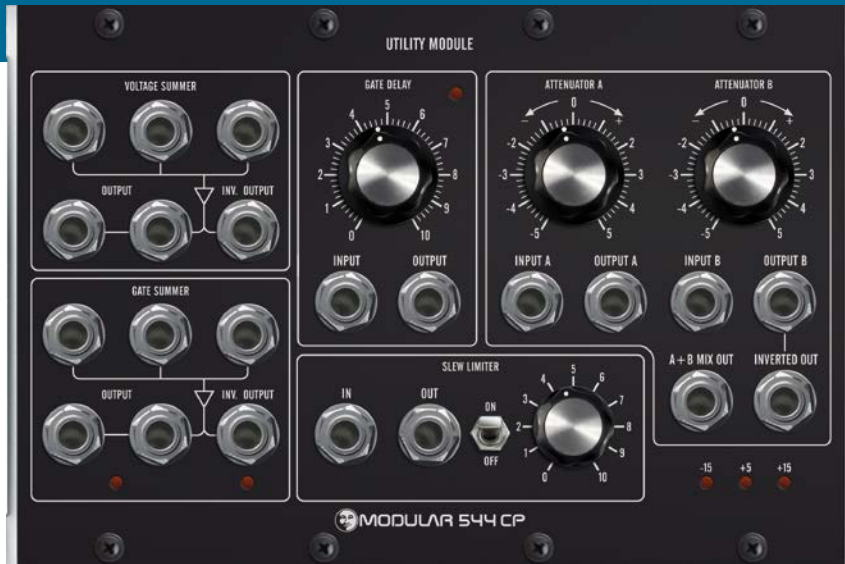 UTILITY MODULE
VOLTAGE SUMMER
OUTPUT INV. OUTPUT
GATE SUMMER
OUTPUT INV. OUTPUT
GATE DELAY
0 1 2 3 4 5 6 7 8 9 10
INPUT OUTPUT
ATTENUATOR A
− 0 +
-5 -4 -3 -2 2 3 4 5
INPUT A OUTPUT A
ATTENUATOR B
− 0 +
-5 -4 -3 -2 2 3 4 5
INPUT B OUTPUT B
A+B MIX OUT INVERTED OUT
SLEW LIMITER
IN OUT
ON
OFF
0 1 2 3 4 5 6 7 8 9 10
-15 +5 +15
MODULAR 544 CP